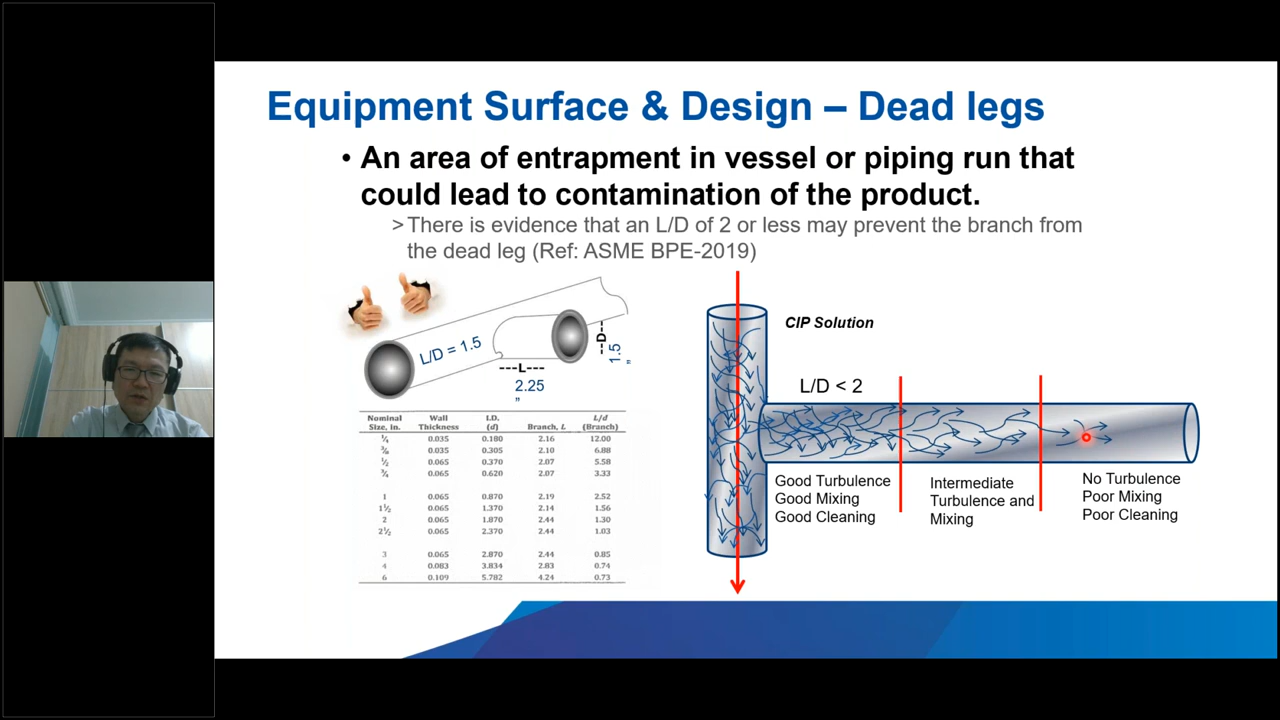 Equipment Surface & Design – Dead legs
• An area of entrapment in vessel or piping run that
could lead to contamination of the product.
> There is evidence that an L/D of 2 or less may prevent the branch from
the dead leg (Ref: ASME BPE-2019)
L/D = 1.5
---L---
2.25
"
---D---
1.5
"
Nominal Size, in. Wall Thickness I.D. (d) Branch, L L/d (Branch)
¼ 0.035 0.180 2.16 12.00
⅜ 0.035 0.305 2.10 6.88
½ 0.065 0.370 2.07 5.58
¾ 0.065 0.620 2.07 3.33
1 0.065 0.870 2.19 2.52
1½ 0.065 1.370 2.14 1.56
2 0.065 1.870 2.44 1.30
2½ 0.065 2.370 2.44 1.03
3 0.065 2.870 2.44 0.85
4 0.083 3.834 2.83 0.74
6 0.109 5.782 4.24 0.73
CIP Solution
L/D < 2
Good Turbulence
Good Mixing
Good Cleaning
Intermediate
Turbulence and
Mixing
No Turbulence
Poor Mixing
Poor Cleaning